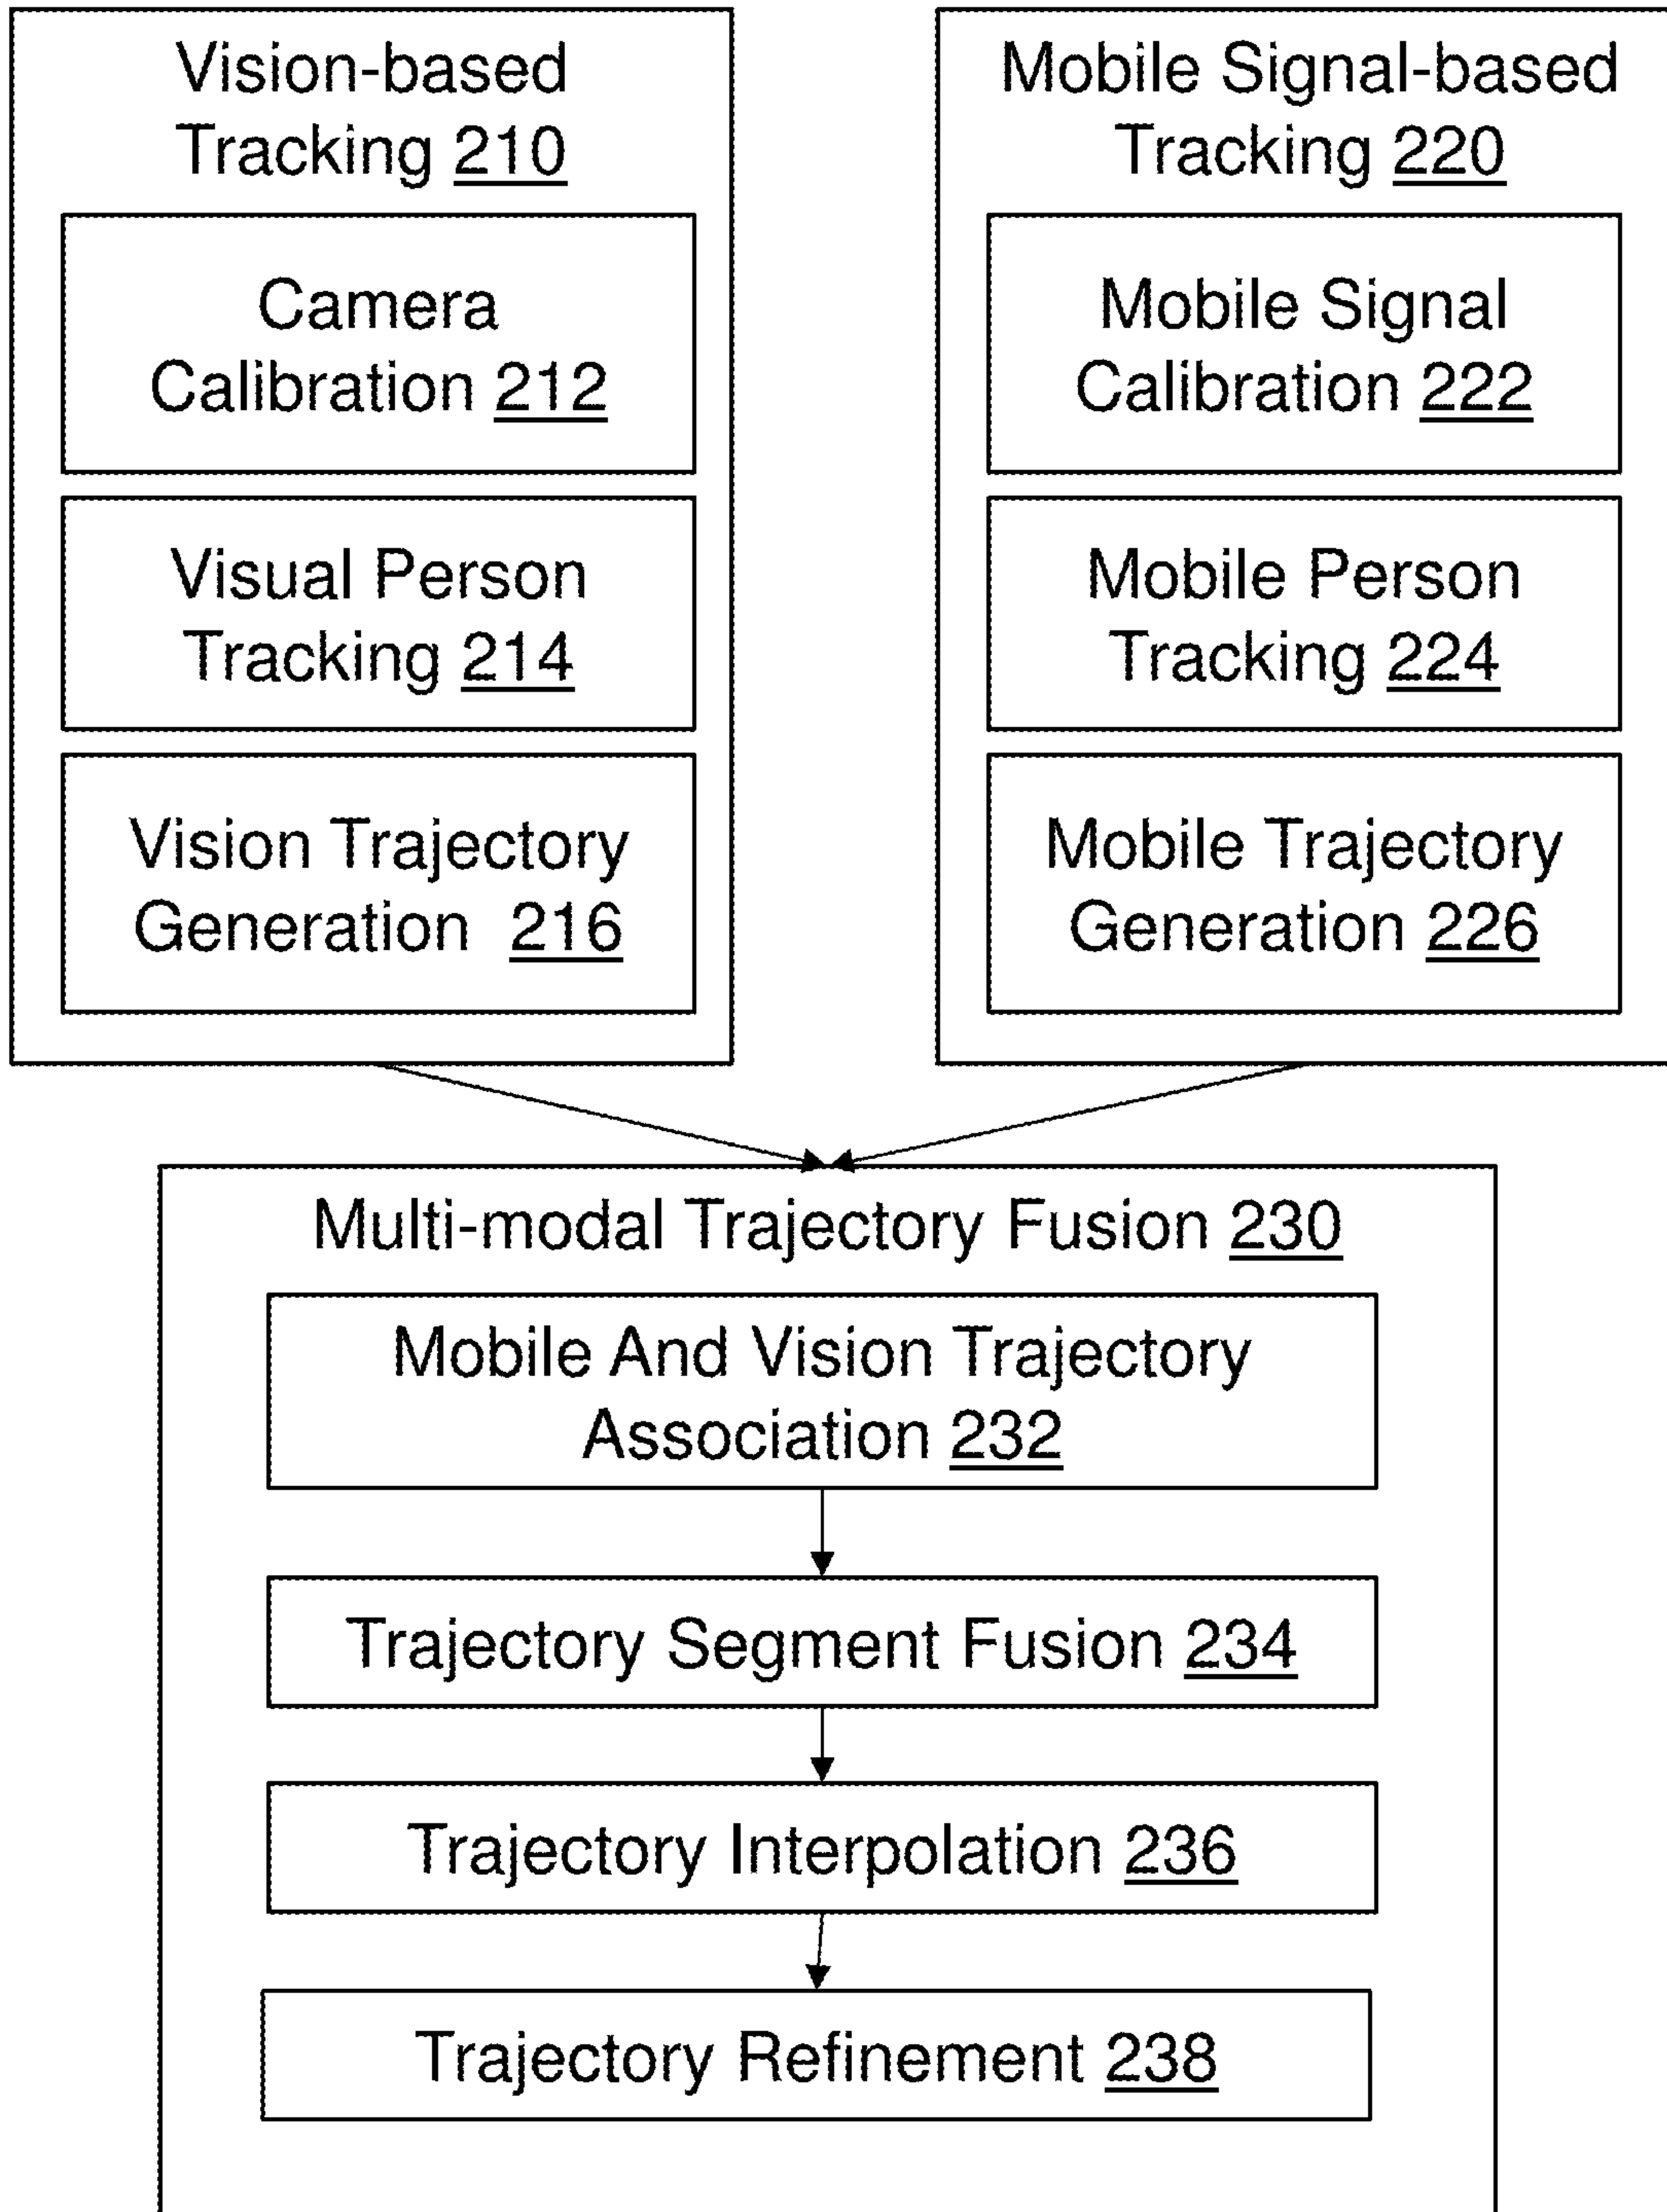 Vision-based
Tracking 210
Camera
Calibration 212
Visual Person
Tracking 214
Vision Trajectory
Generation 216
Mobile Signal-based
Tracking 220
Mobile Signal
Calibration 222
Mobile Person
Tracking 224
Mobile Trajectory
Generation 226
Multi-modal Trajectory Fusion 230
Mobile And Vision Trajectory
Association 232
Trajectory Segment Fusion 234
Trajectory Interpolation 236
Trajectory Refinement 238